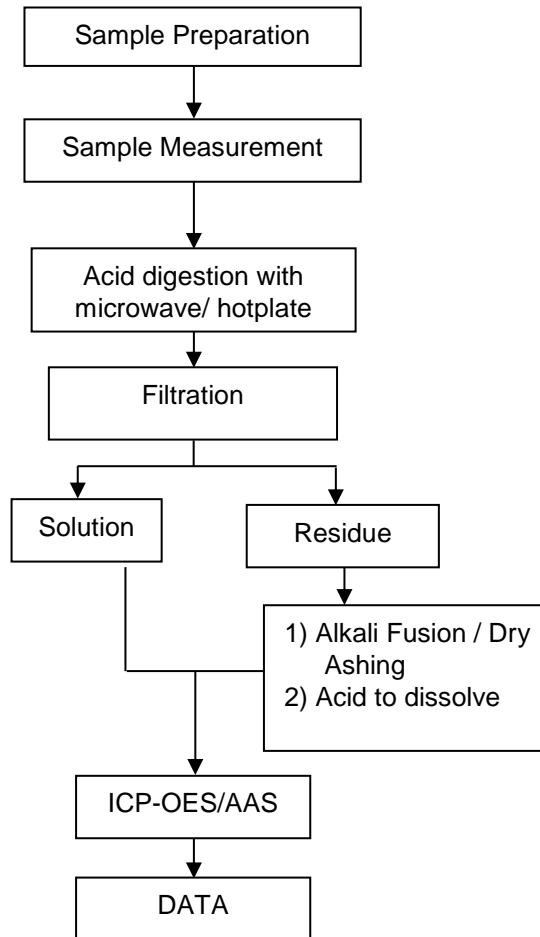 Sample Preparation
Sample Measurement
Acid digestion with
microwave/ hotplate
Filtration
Solution
Residue
1) Alkali Fusion / Dry
Ashing
2) Acid to dissolve
ICP-OES/AAS
DATA